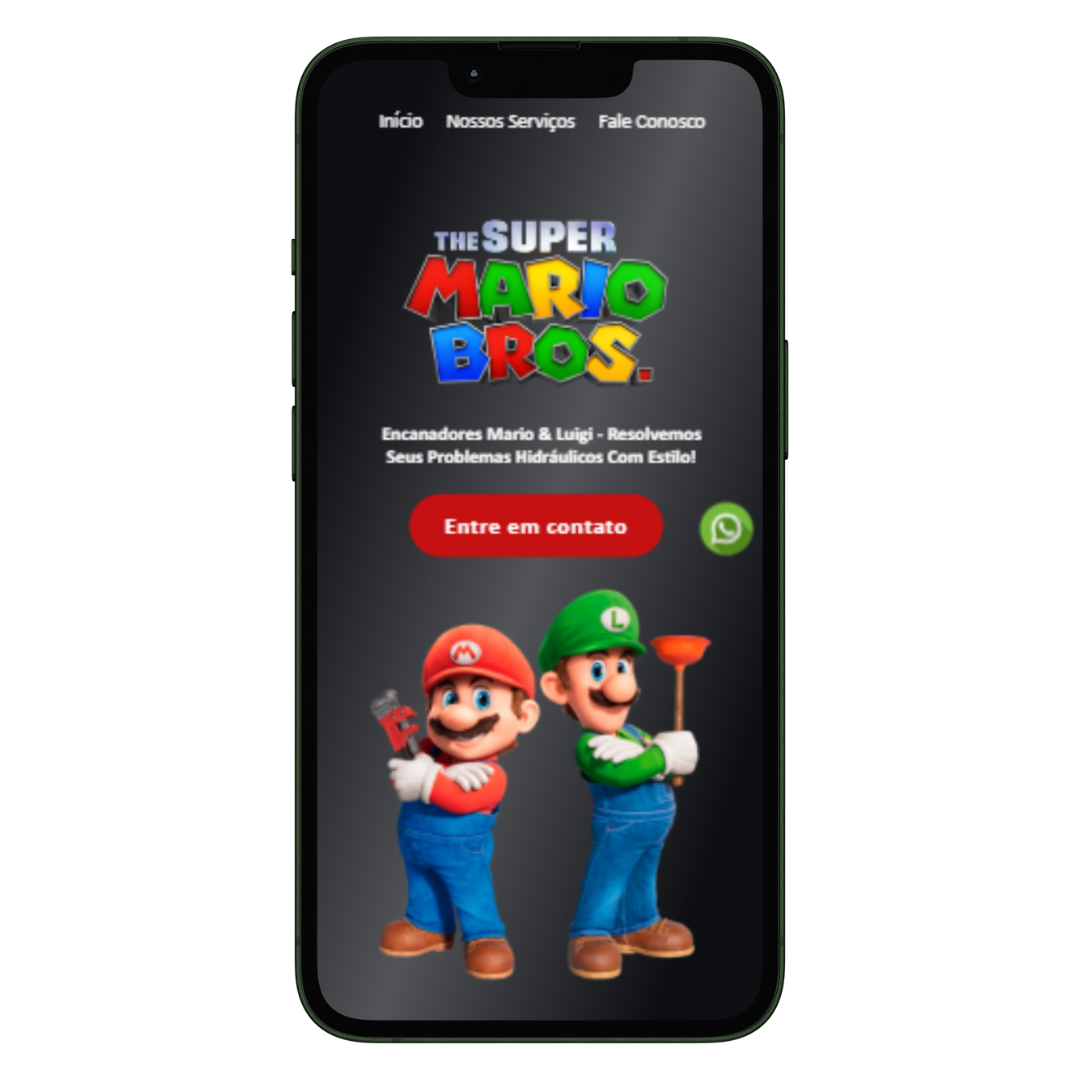 Início Nossos Serviços Fale Conosco
THE SUPER
MARIO
BROS.
Encanadores Mario & Luigi - Resolvemos
Seus Problemas Hidráulicos Com Estilo!
Entre em contato
L
M